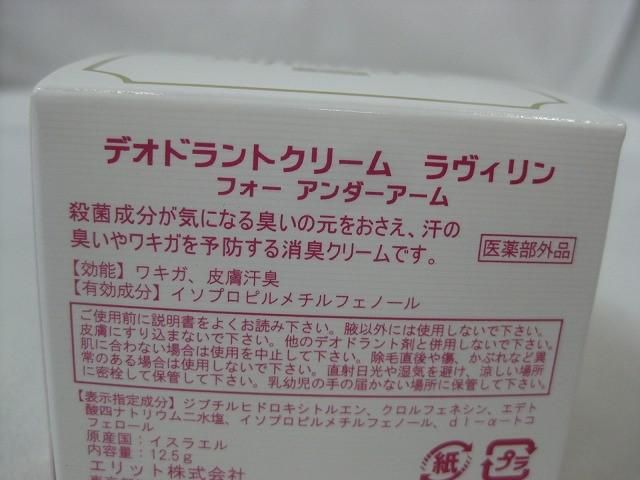 デオドラントクリーム ラヴィリン
フォー アンダーアーム
殺菌成分が気になる臭いの元をおさえ、汗の
臭いやワキガを予防する消臭クリームです。
医薬部外品
【効能】ワキガ、皮膚汗臭
【有効成分】イソプロピルメチルフェノール
ご使用前に説明書をよくお読み下さい。腋以外には使用しないで下さい。
皮膚にすり込まないで下さい。他のデオドラント剤と併用しないで下さい。
肌に合わない場合は使用を中止して下さい。除毛直後や傷、かぶれなど異
常のある場合は使用しないで下さい。直射日光や湿気を避け、涼しい場所
に密栓して保管して下さい。乳幼児の手の届かない場所に保管して下さい。
【表示指定成分】ジブチルヒドロキシトルエン、クロルフェネシン、エデト
酸四ナトリウム二水塩、イソプロピルメチルフェノール、dl-α-トコ
フェロール
原産国：イスラエル
内容量：12.5g
エリット株式会社
紙
プラ